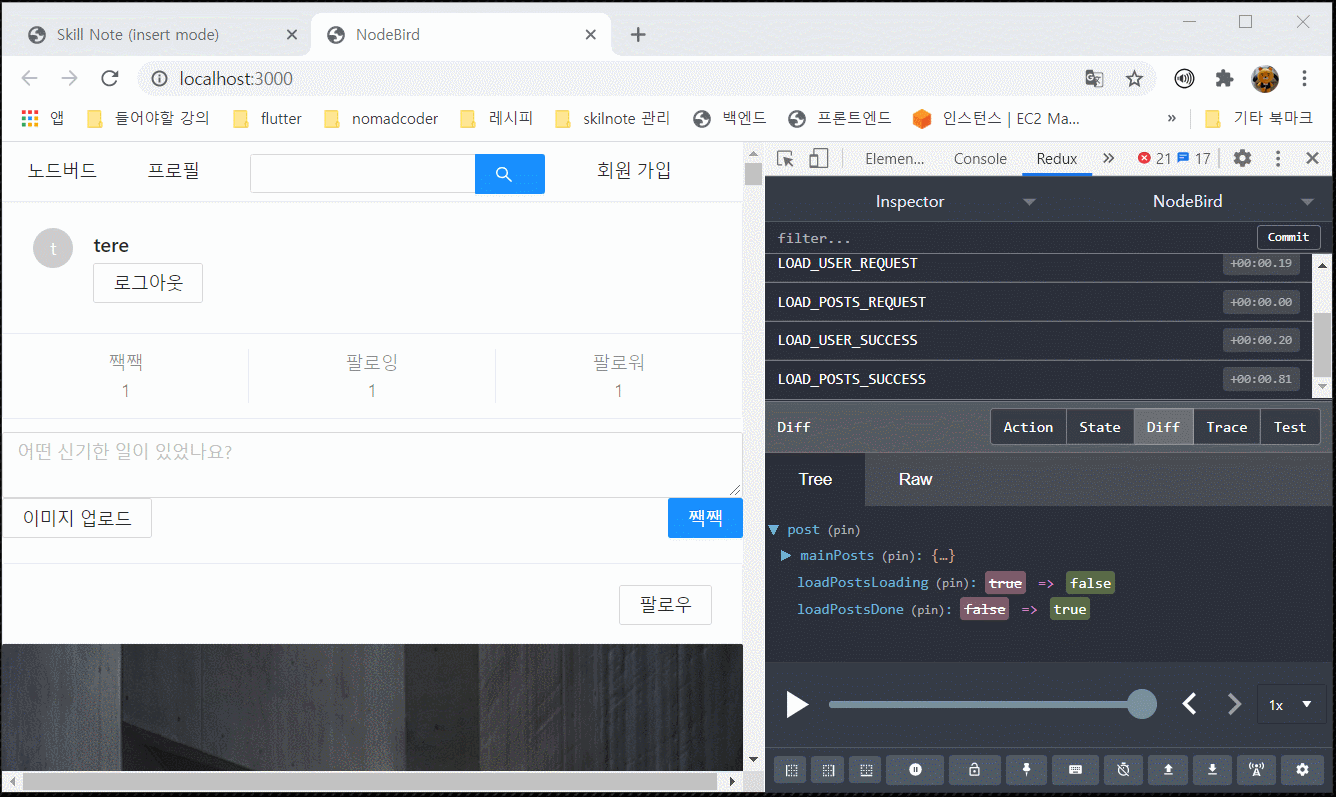 Skill Note (insert mode)
NodeBird
localhost:3000
앱 들어야할 강의 flutter nomadcoder 레시피 skilnote 관리 백엔드 프론트엔드 인스턴스 | EC2 Ma... » 기타 북마크
노드버드 프로필 회원 가입
t
tere
로그아웃
짹짹 팔로잉 팔로워
1 1 1
어떤 신기한 일이 있었나요?
이미지 업로드 짹짹
팔로우
Elemen... Console Redux » 21 17
Inspector NodeBird
filter... Commit
LOAD_USER_REQUEST +00:00.19
LOAD_POSTS_REQUEST +00:00.00
LOAD_USER_SUCCESS +00:00.20
LOAD_POSTS_SUCCESS +00:00.81
Diff Action State Diff Trace Test
Tree Raw
post (pin)
mainPosts (pin): {…}
loadPostsLoading (pin): true => false
loadPostsDone (pin): false => true
1x